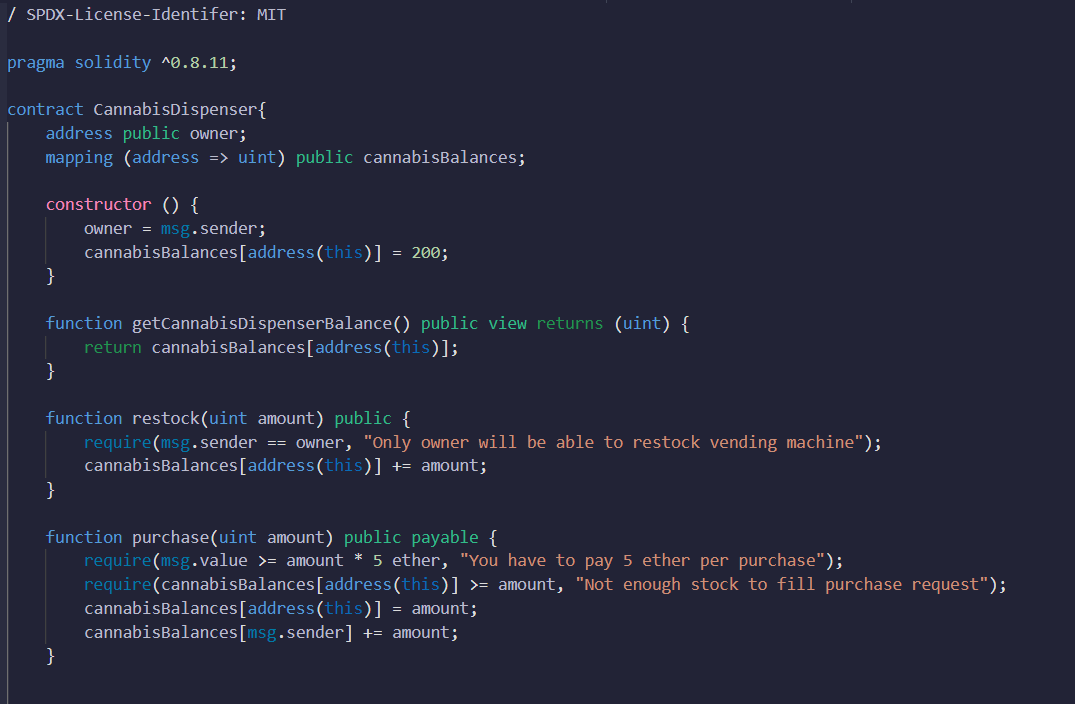 / SPDX-License-Identifer: MIT
pragma solidity ^0.8.11;
contract CannabisDispenser{
address public owner;
mapping (address => uint) public cannabisBalances;
constructor () {
owner = msg.sender;
cannabisBalances[address(this)] = 200;
}
function getCannabisDispenserBalance() public view returns (uint) {
return cannabisBalances[address(this)];
}
function restock(uint amount) public {
require(msg.sender == owner, "Only owner will be able to restock vending machine");
cannabisBalances[address(this)] += amount;
}
function purchase(uint amount) public payable {
require(msg.value >= amount * 5 ether, "You have to pay 5 ether per purchase");
require(cannabisBalances[address(this)] >= amount, "Not enough stock to fill purchase request");
cannabisBalances[address(this)] = amount;
cannabisBalances[msg.sender] += amount;
}